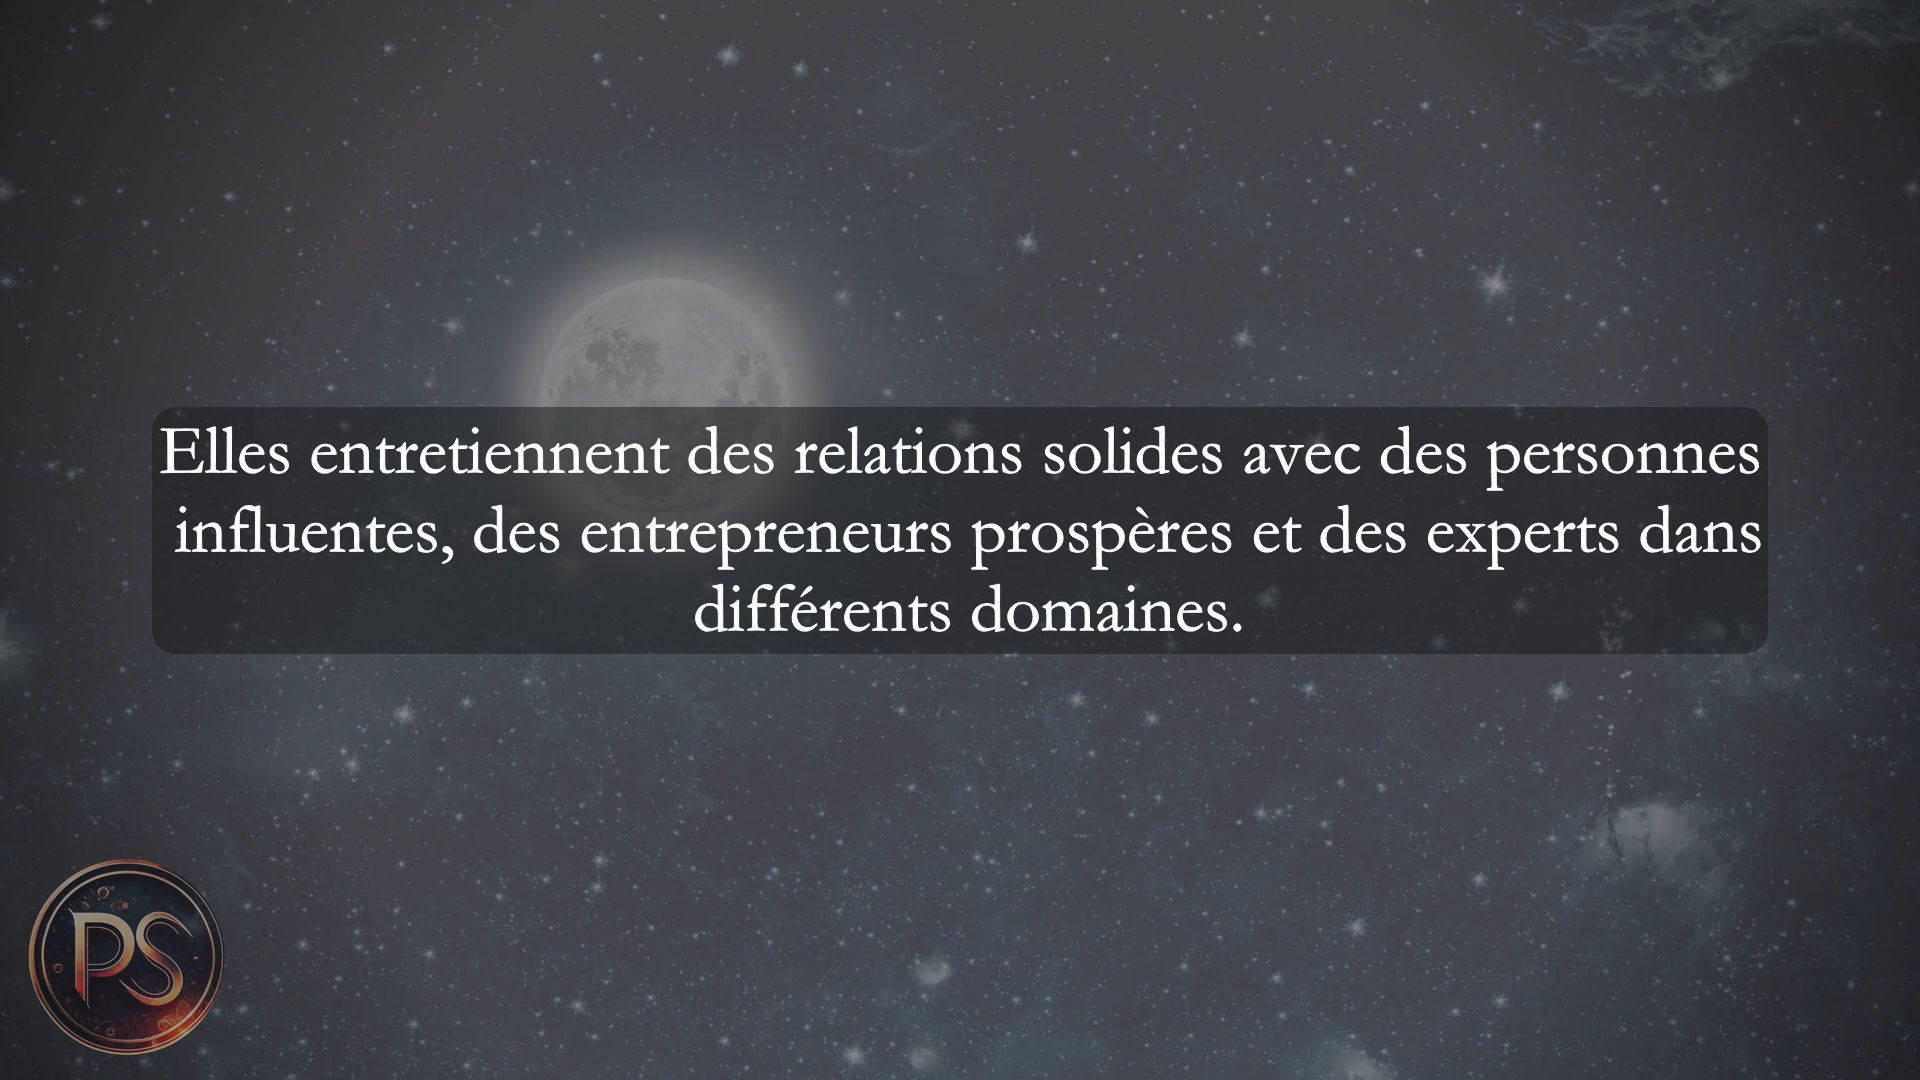 Elles entretiennent des relations solides avec des personnes
influentes, des entrepreneurs prospères et des experts dans
différents domaines.
PS